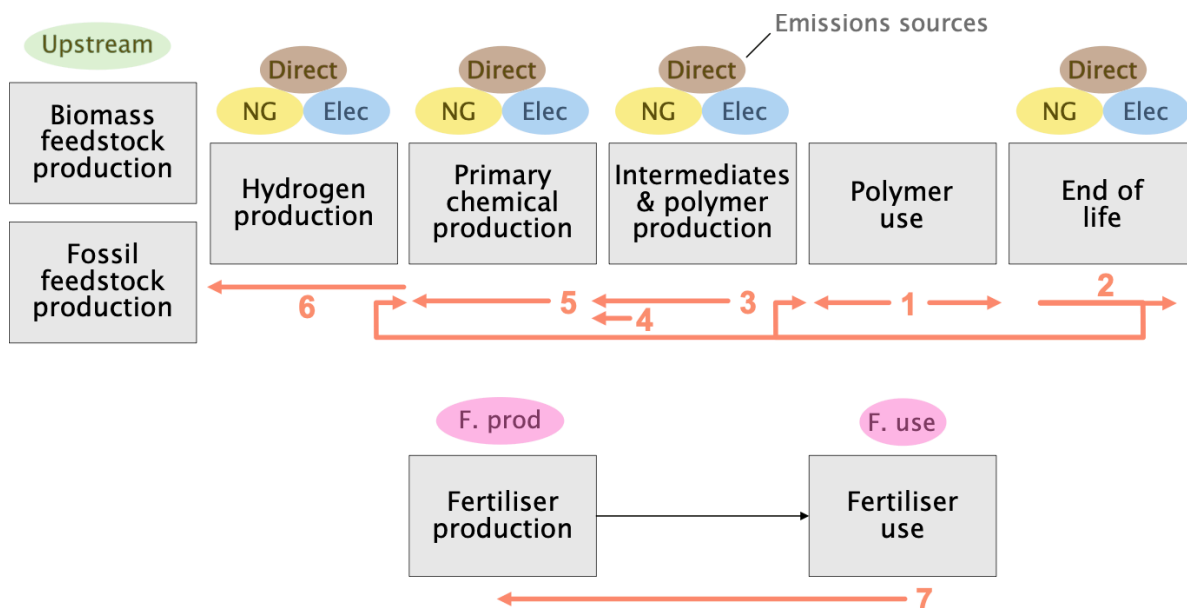 Emissions sources
Upstream
Direct
NG
Elec
Direct
NG
Elec
Direct
NG
Elec
Direct
NG
Elec
Biomass
feedstock
production
Fossil
feedstock
production
Hydrogen
production
Primary
chemical
production
Intermediates
& polymer
production
Polymer
use
End of
life
6
5
4
3
1
2
F. prod
F. use
Fertiliser
production
Fertiliser
use
7